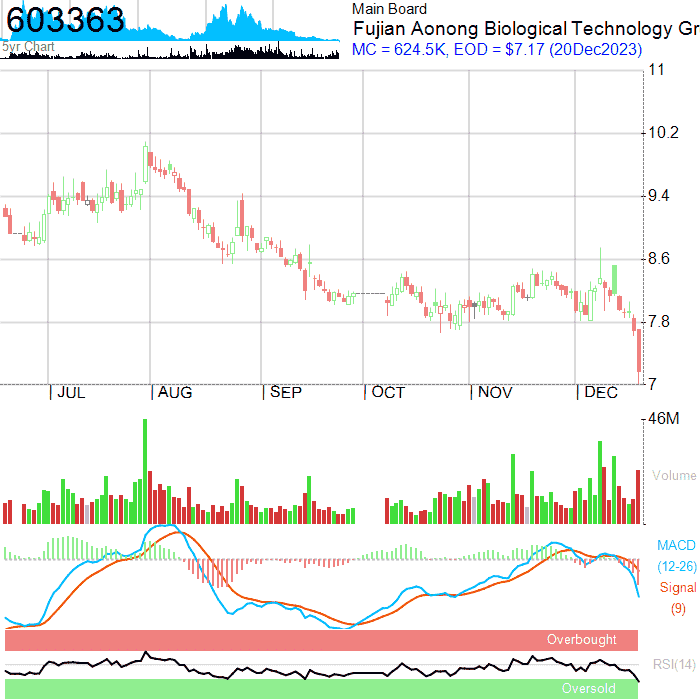 603363
5yr Chart
Main Board
Fujian Aonong Biological Technology Gr
MC = 624.5K, EOD = $7.17 (20Dec2023)
11
10.2
9.4
8.6
7.8
7
JUL
AUG
SEP
OCT
NOV
DEC
46M
Volume
MACD
(12-26)
Signal
(9)
Overbought
RSI(14)
Oversold